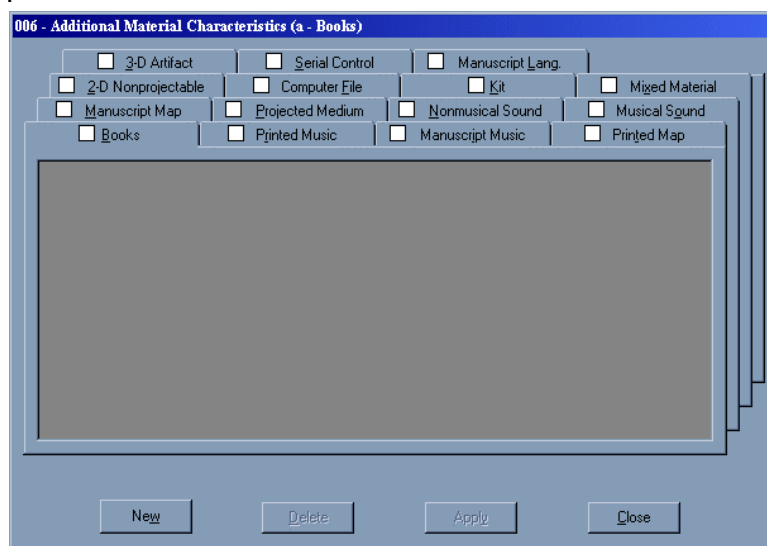 006 - Additional Material Characteristics (a - Books)
3-D Artifact Serial Control Manuscript Lang.
2-D Nonprojectable Computer File Kit Mixed Material
Manuscript Map Projected Medium Nonmusical Sound Musical Sound
Books Printed Music Manuscript Music Printed Map
New Delete Apply Close